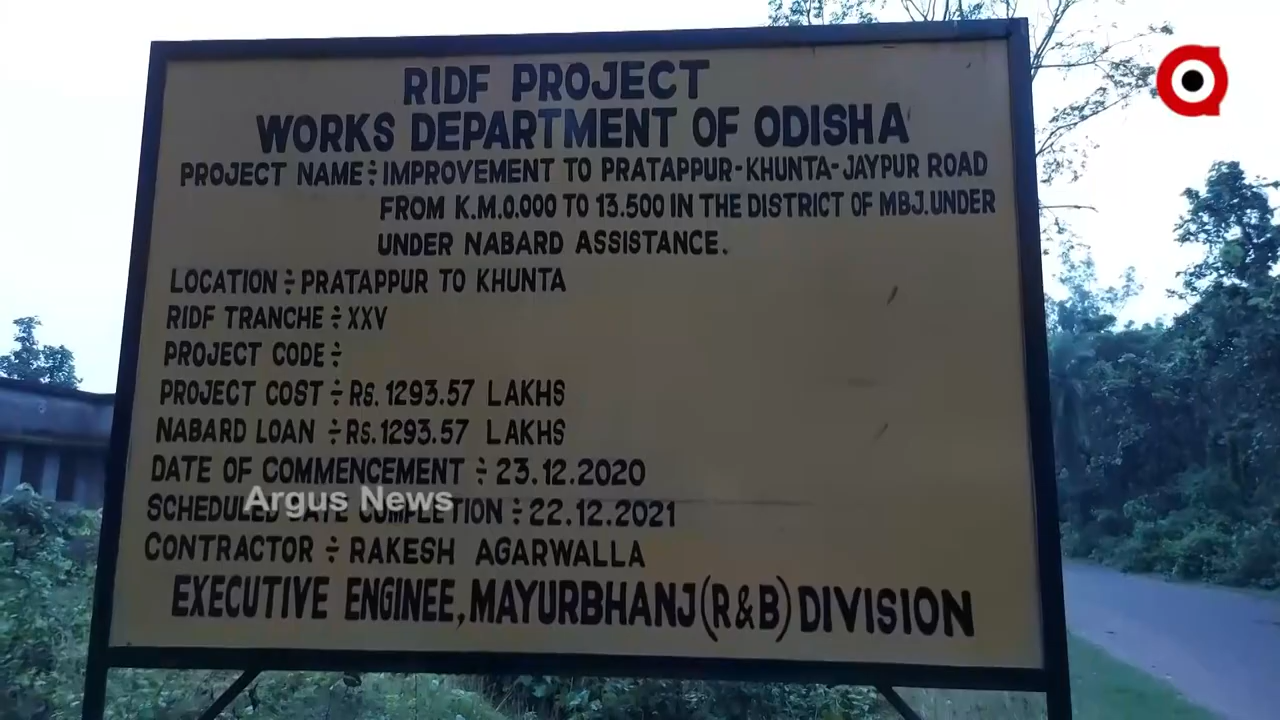 RIDF PROJECT
WORKS DEPARTMENT OF ODISHA
PROJECT NAME÷IMPROVEMENT TO PRATAPPUR-KHUNTA-JAYPUR ROAD
FROM K.M.0.000 TO 13.500 IN THE DISTRICT OF MBJ.UNDER
UNDER NABARD ASSISTANCE.
LOCATION÷PRATAPPUR TO KHUNTA
RIDF TRANCHE÷XXV
PROJECT CODE÷
PROJECT COST÷Rs. 1293.57 LAKHS
NABARD LOAN ÷Rs.1293.57 LAKHS
DATE OF COMMENCEMENT ÷ 23.12.2020
Argus News
SCHEDULED DATE COMPLETION ÷ 22.12.2021
CONTRACTOR ÷ RAKESH AGARWALLA
EXECUTIVE ENGINEE, MAYURBHANJ(R&B) DIVISION